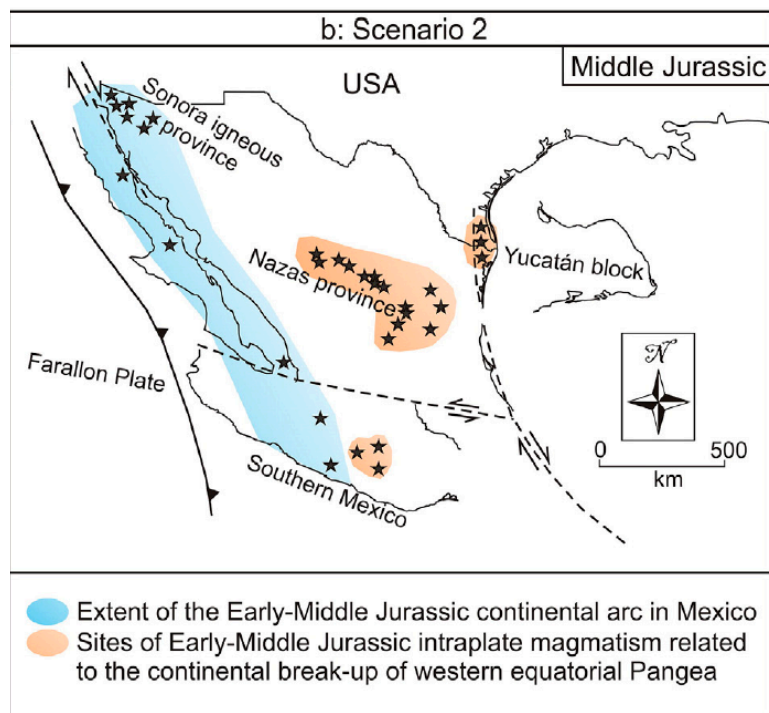 b: Scenario 2
Middle Jurassic
USA
Sonora igneous
province
Nazas province
Yucatán block
Farallon Plate
N
0 500
km
Southern Mexico
Extent of the Early-Middle Jurassic continental arc in Mexico
Sites of Early-Middle Jurassic intraplate magmatism related
to the continental break-up of western equatorial Pangea